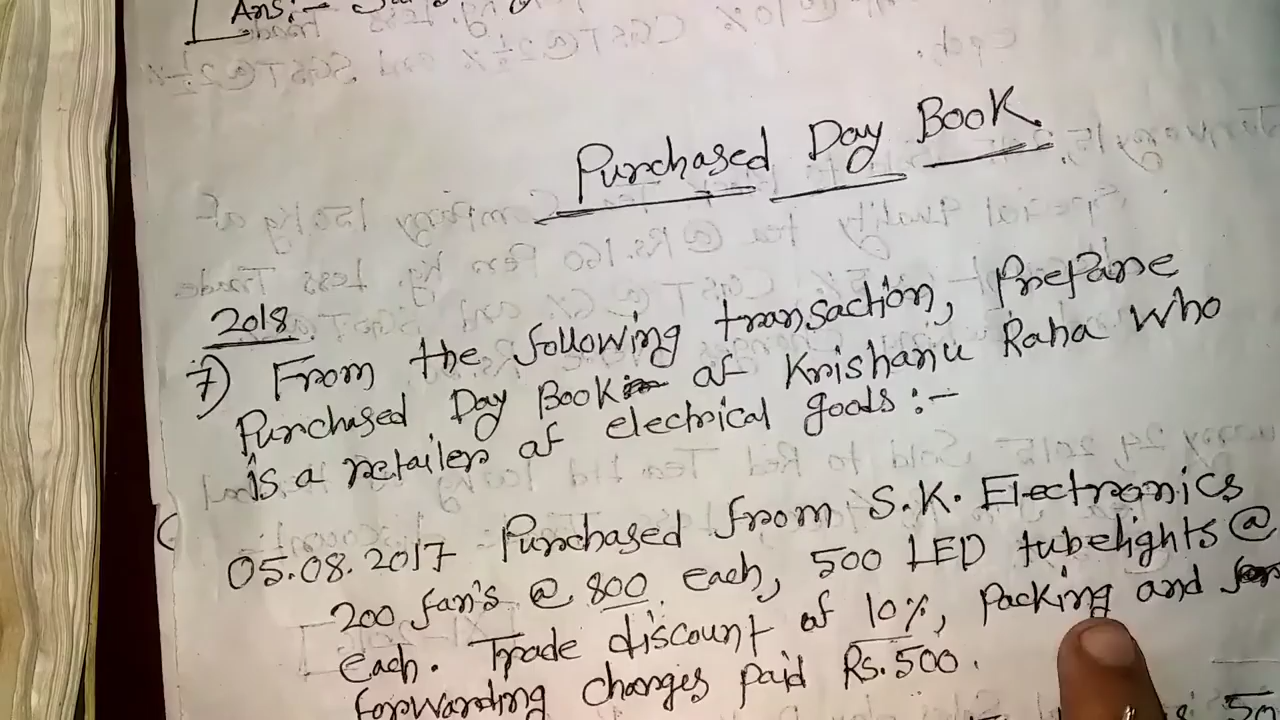 Ans:-
Purchased Day Book.
2018
7) From the following transaction, Prepare
Purchased Day Book of Krishanu Raha who
is a retailer of electrical goods :-
05.08.2017 Purchased from S.K. Electronics
200 fan's @ 800 each, 500 LED tubelights @
each. Trade discount of 10%, Packing and
forwarding charges paid Rs. 500.
50